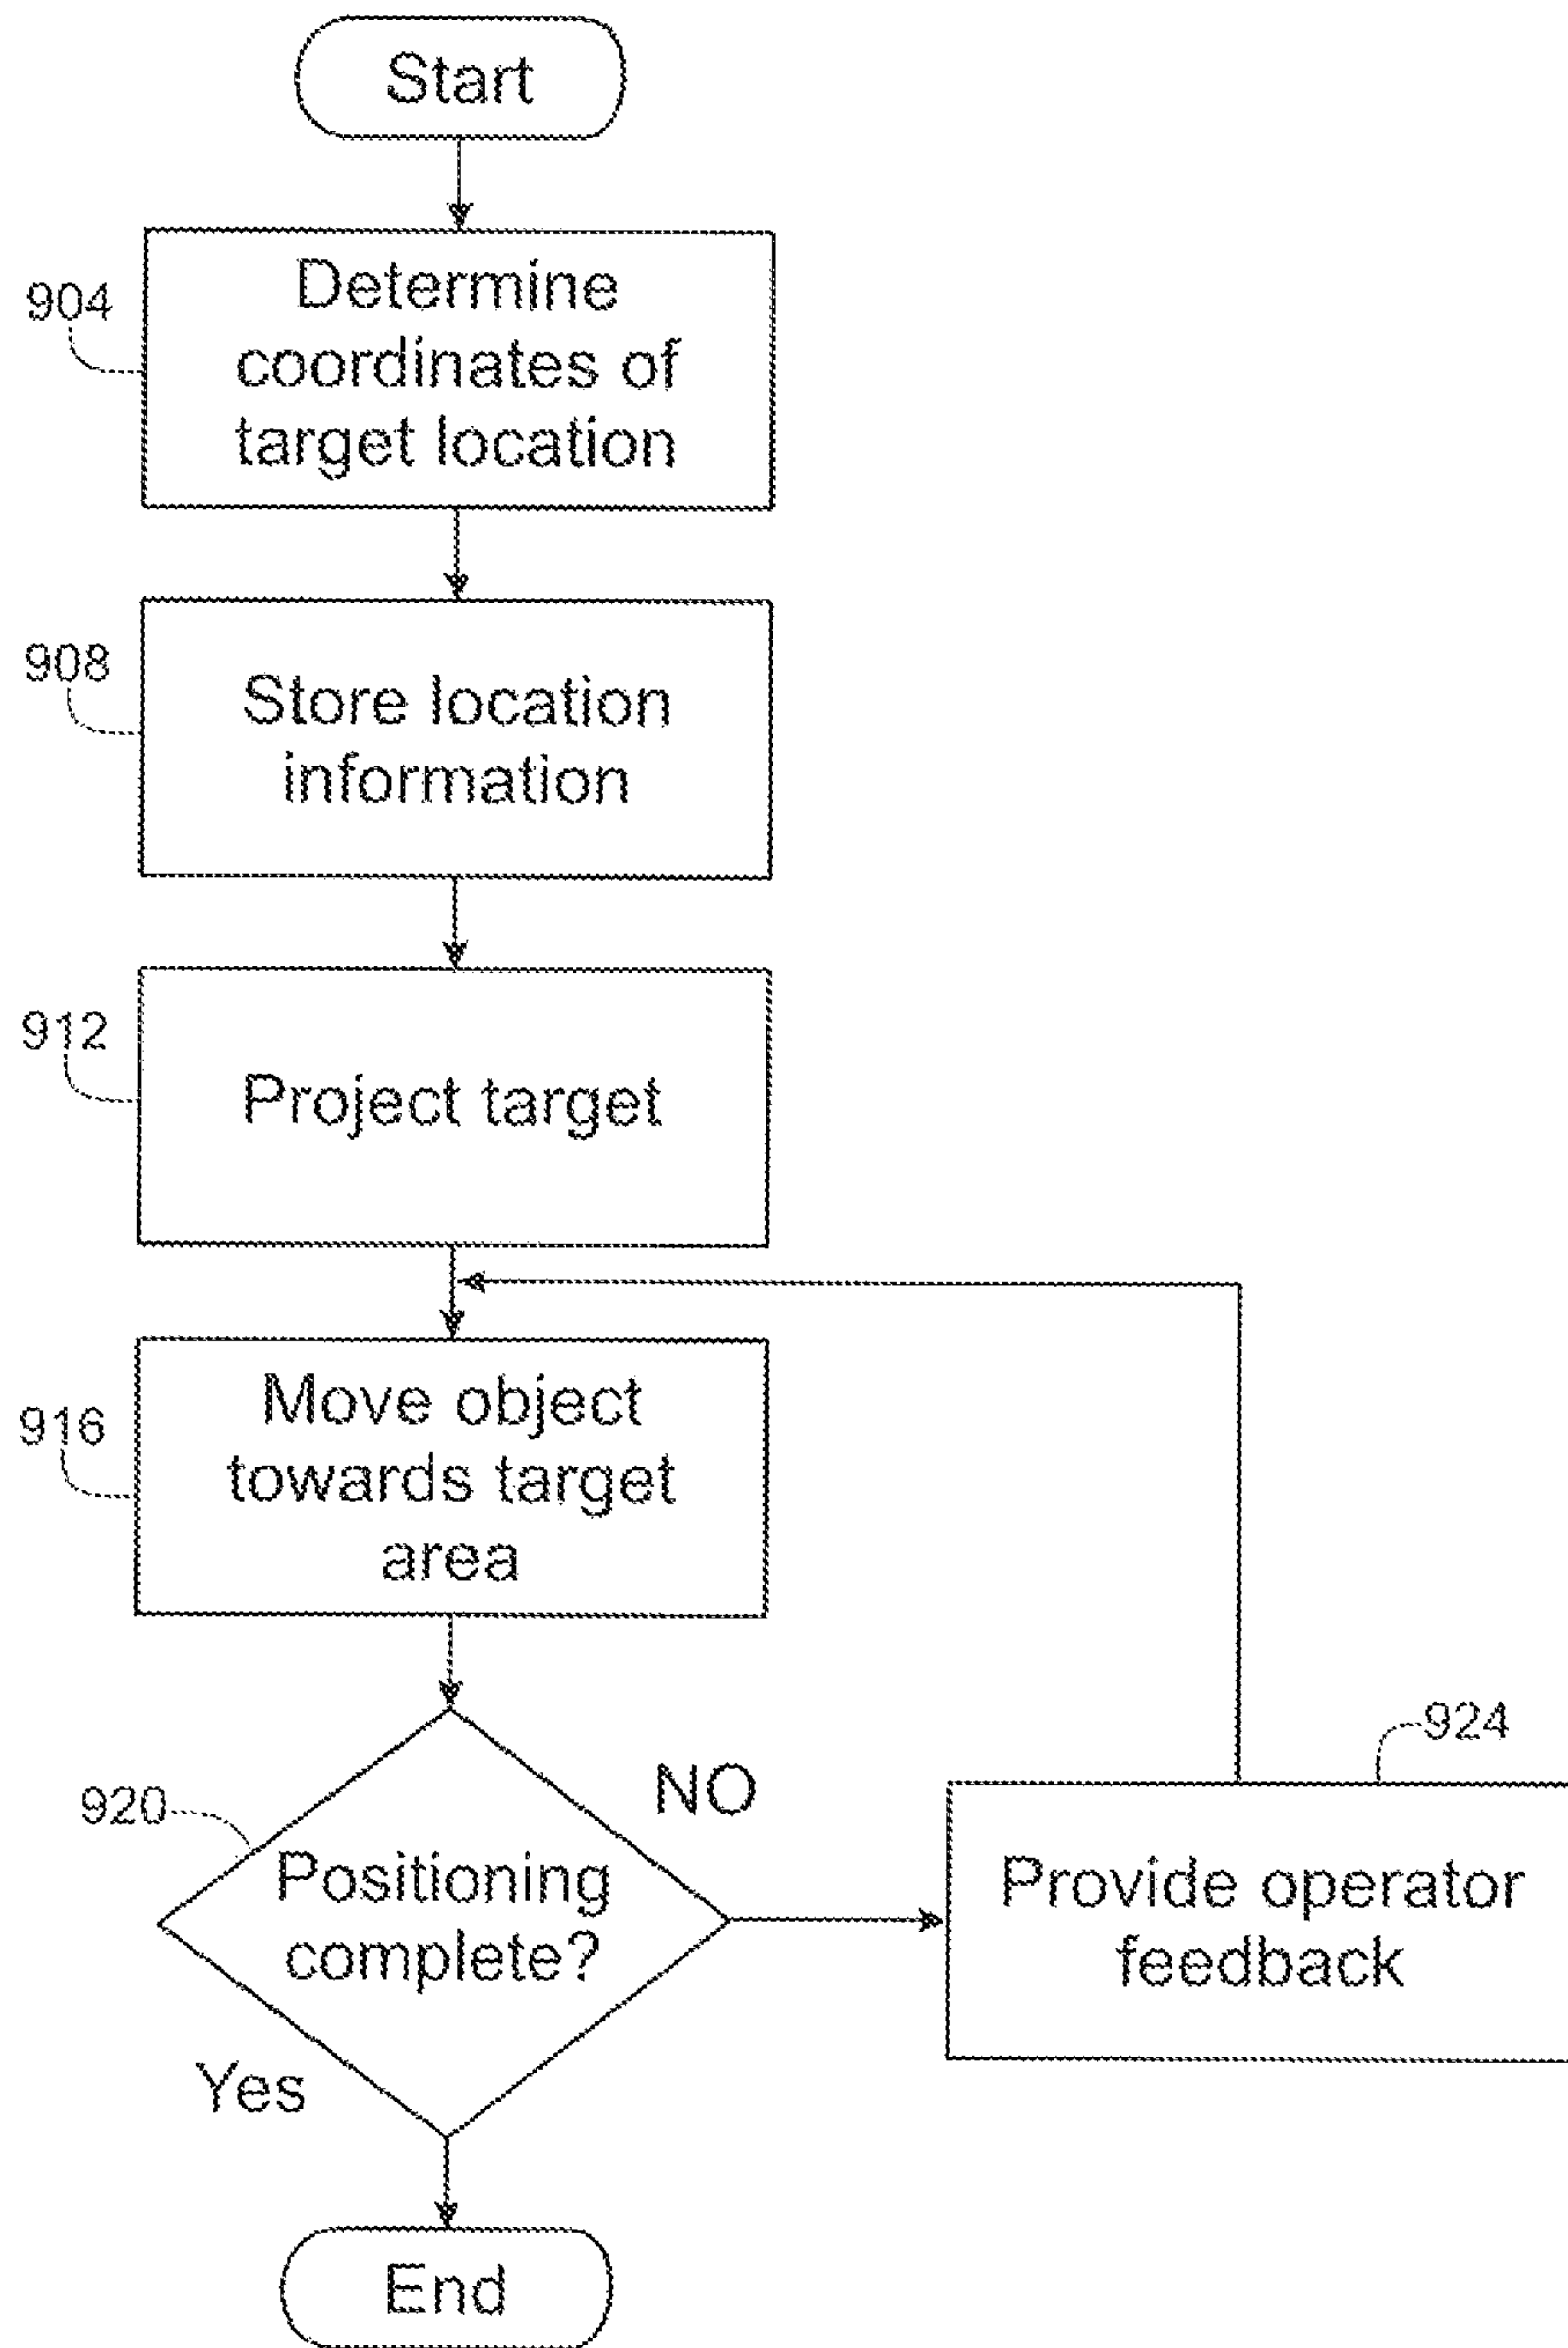 Start
904
Determine
coordinates of
target location
908
Store location
information
912
Project target
916
Move object
towards target
area
920
Positioning
complete?
NO
924
Provide operator
feedback
Yes
End